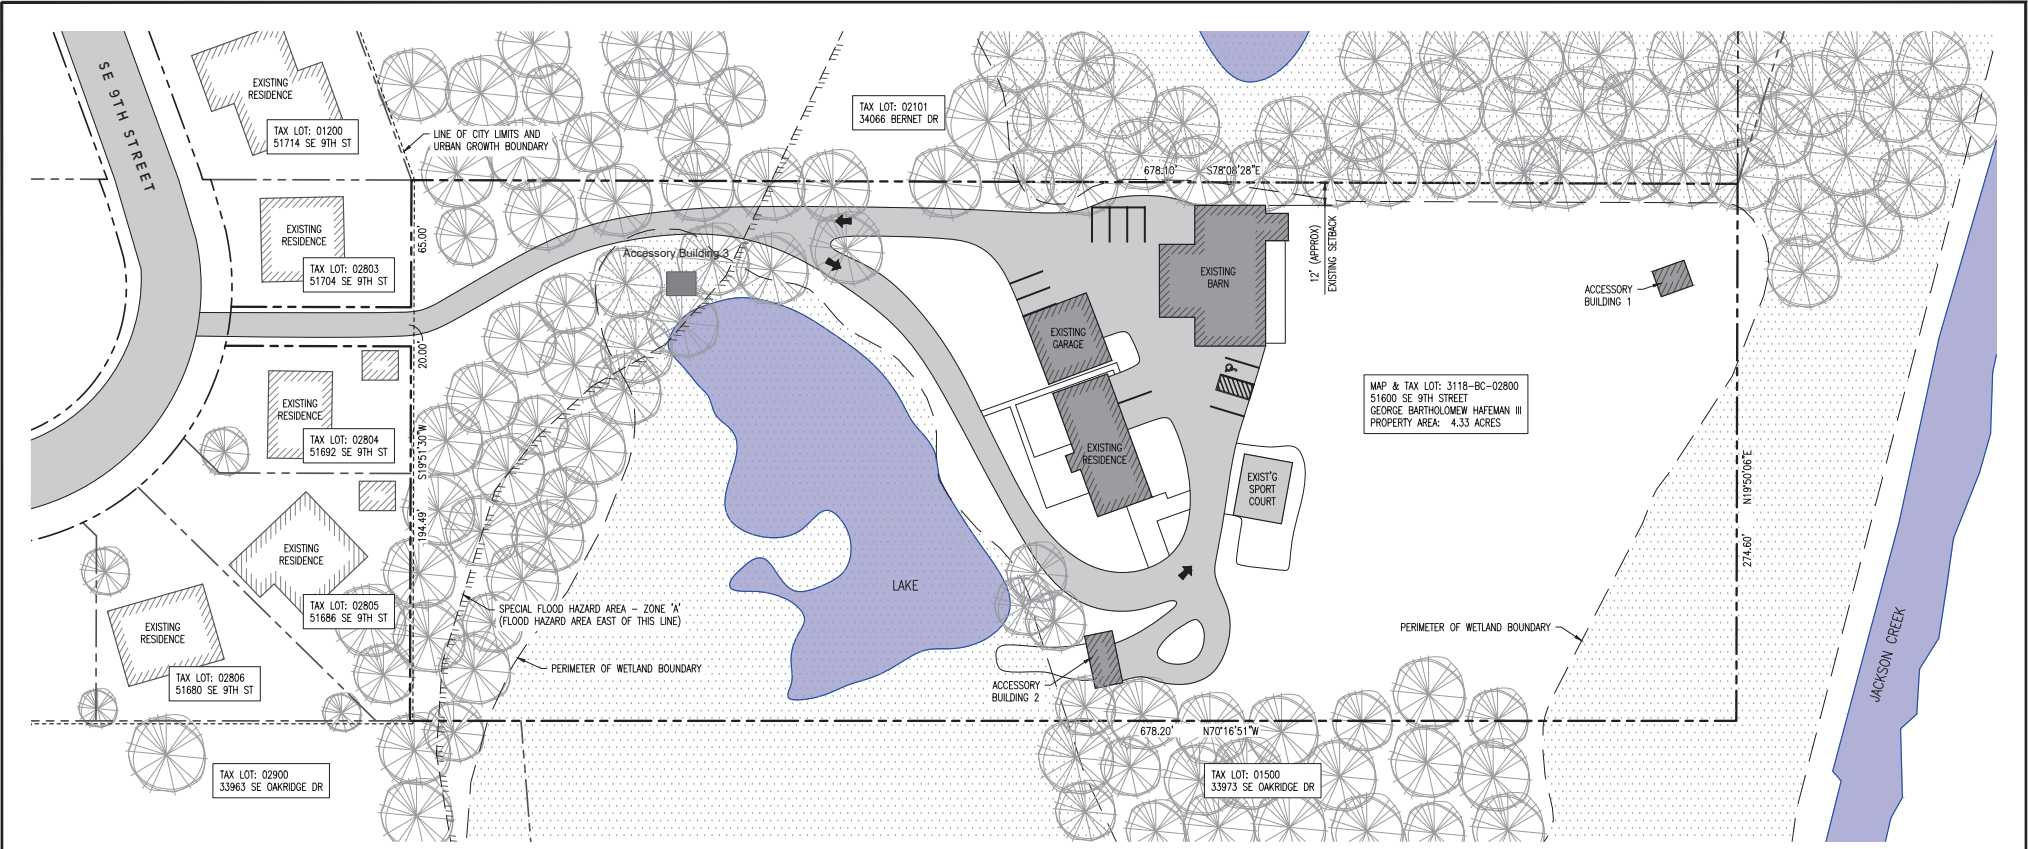 SE 9TH STREET
EXISTING
RESIDENCE
TAX LOT: 01200
51714 SE 9TH ST
LINE OF CITY LIMITS AND
URBAN GROWTH BOUNDARY
TAX LOT: 02101
34066 BERNET DR
678.10'
S78°08'28"E
EXISTING
RESIDENCE
TAX LOT: 02803
51704 SE 9TH ST
65.00'
Accessory Building 3
12' (APPROX)
EXISTING SETBACK
EXISTING
BARN
ACCESSORY
BUILDING 1
EXISTING
GARAGE
20.00'
EXISTING
RESIDENCE
TAX LOT: 02804
51692 SE 9TH ST
S19°51'30"W
194.49'
MAP & TAX LOT: 3118-BC-02800
51600 SE 9TH STREET
GEORGE BARTHOLOMEW HAFEMAN III
PROPERTY AREA: 4.33 ACRES
EXISTING
RESIDENCE
EXIST'G
SPORT
COURT
N19°50'06"E
274.60'
EXISTING
RESIDENCE
TAX LOT: 02805
51686 SE 9TH ST
LAKE
SPECIAL FLOOD HAZARD AREA - ZONE 'A'
(FLOOD HAZARD AREA EAST OF THIS LINE)
PERIMETER OF WETLAND BOUNDARY
PERIMETER OF WETLAND BOUNDARY
JACKSON CREEK
EXISTING
RESIDENCE
TAX LOT: 02806
51680 SE 9TH ST
ACCESSORY
BUILDING 2
678.20'
N70°16'51"W
TAX LOT: 02900
33963 SE OAKRIDGE DR
TAX LOT: 01500
33973 SE OAKRIDGE DR